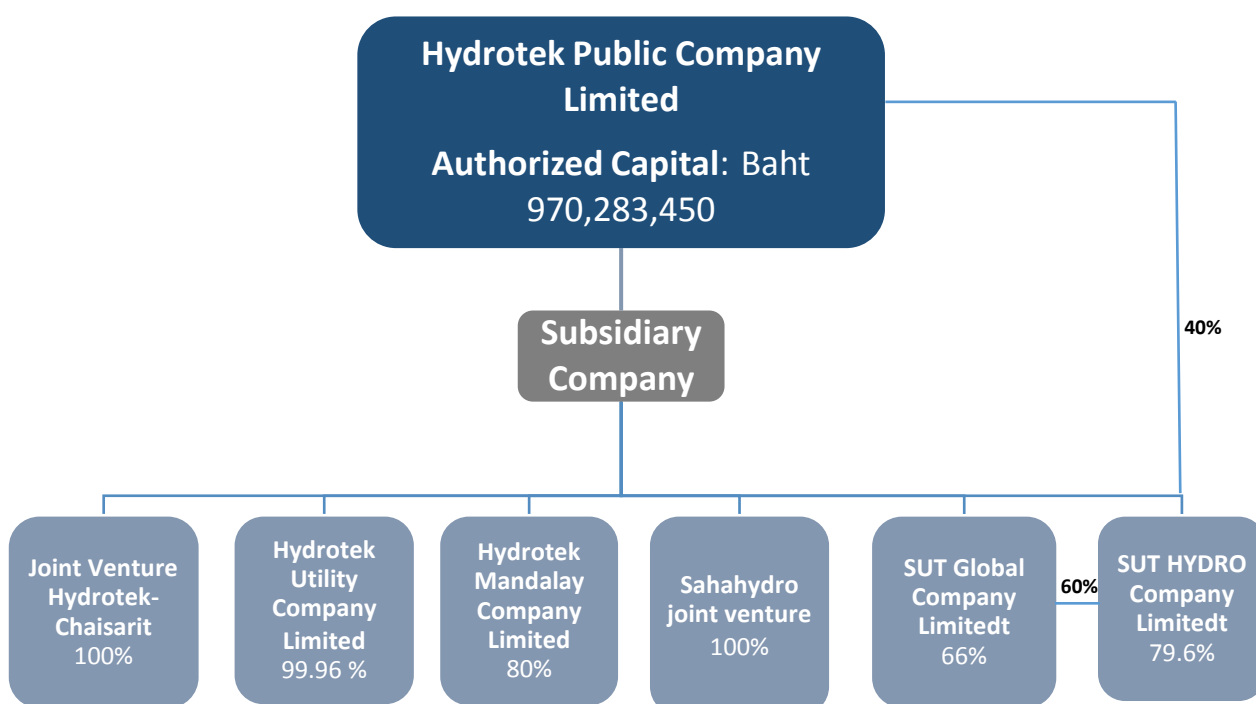 Hydrotek Public Company
Limited
Authorized Capital: Baht
970,283,450
Subsidiary
Company
40%
Joint Venture
Hydrotek-
Chaisarit
100%
Hydrotek
Utility
Company
Limited
99.96 %
Hydrotek
Mandalay
Company
Limited
80%
Sahahydro
joint venture
100%
SUT Global
Company
Limitedt
66%
60%
SUT HYDRO
Company
Limitedt
79.6%